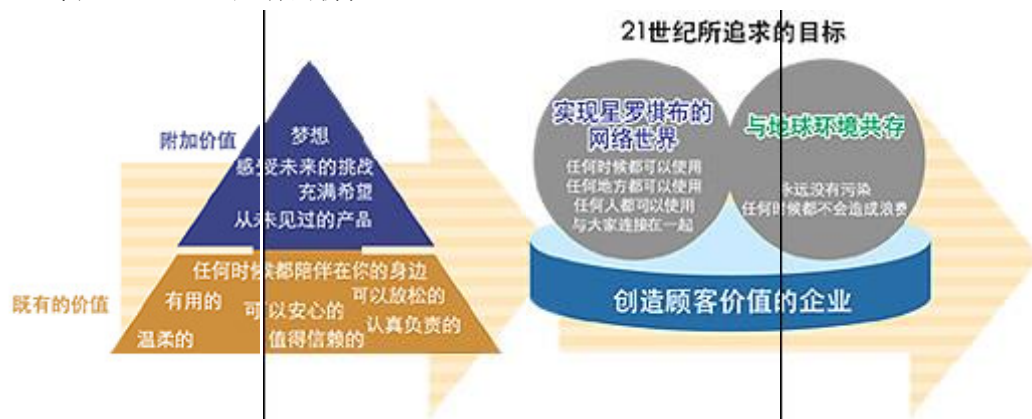 21世纪所追求的目标
附加价值
梦想
感受未来的挑战
充满希望
从未见过的产品
既有的价值
任何时候都陪伴在你的身边
有用的
可以安心的
可以放松的
温柔的
值得信赖的
认真负责的
实现星罗棋布的
网络世界
任何时候都可以使用
任何地方都可以使用
任何人都可以使用
与大家连接在一起
与地球环境共存
永远没有污染
任何时候都不会造成浪费
创造顾客价值的企业